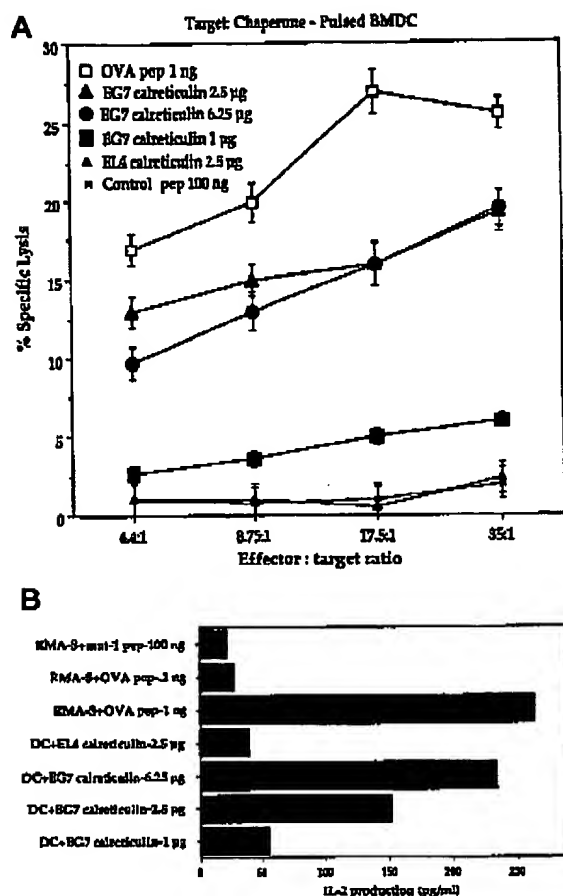 A
Target Chaperone - Pulsed BMDC
30
OVA pep 1 ng
EG7 calreticulin 2.5 µg
EG7 calreticulin 6.25 µg
EG7 calreticulin 1 µg
EL4 calreticulin 2.5 µg
Control pep 100 ng
25
20
15
10
5
0
% Specific Lysis
4.4:1 8.75:1 17.5:1 35:1
Effector : target ratio
B
RMA-S+mut-1 pep-100 ng
RMA-S+OVA pep-
RMA-S+OVA pep-1 ng
DC+EL4 calreticulin-2.5 µg
DC+EG7 calreticulin-6.25 µg
DC+EG7 calreticulin-2.5 µg
DC+EG7 calreticulin-1 µg
0 50 100 150 200 250
IL-2 production (pg/ml)